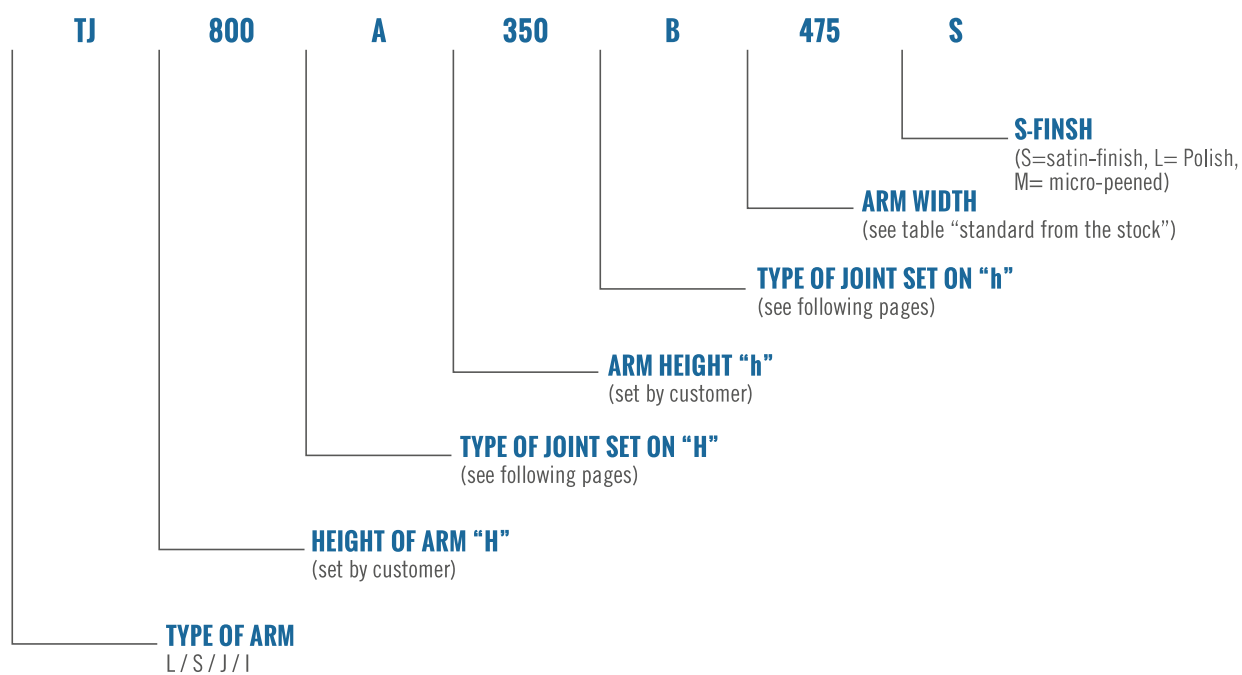 TJ 800 A 350 B 475 S
S-FINSH
(S=satin-finish, L= Polish,
M= micro-peened)
ARM WIDTH
(see table “standard from the stock”)
TYPE OF JOINT SET ON “h”
(see following pages)
ARM HEIGHT “h”
(set by customer)
TYPE OF JOINT SET ON “H”
(see following pages)
HEIGHT OF ARM “H”
(set by customer)
TYPE OF ARM
L / S / J / I